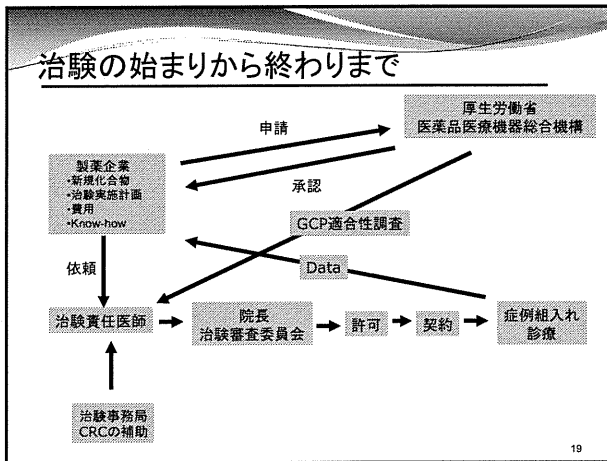 治験の始まりから終わりまで
厚生労働省
医薬品医療機器総合機構
申請
製薬企業
・新規化合物
・治験実施計画
・費用
・Know-how
承認
GCP適合性調査
依頼
Data
治験責任医師
院長
治験審査委員会
許可
契約
症例組入れ
診療
治験事務局
CRCの補助
19